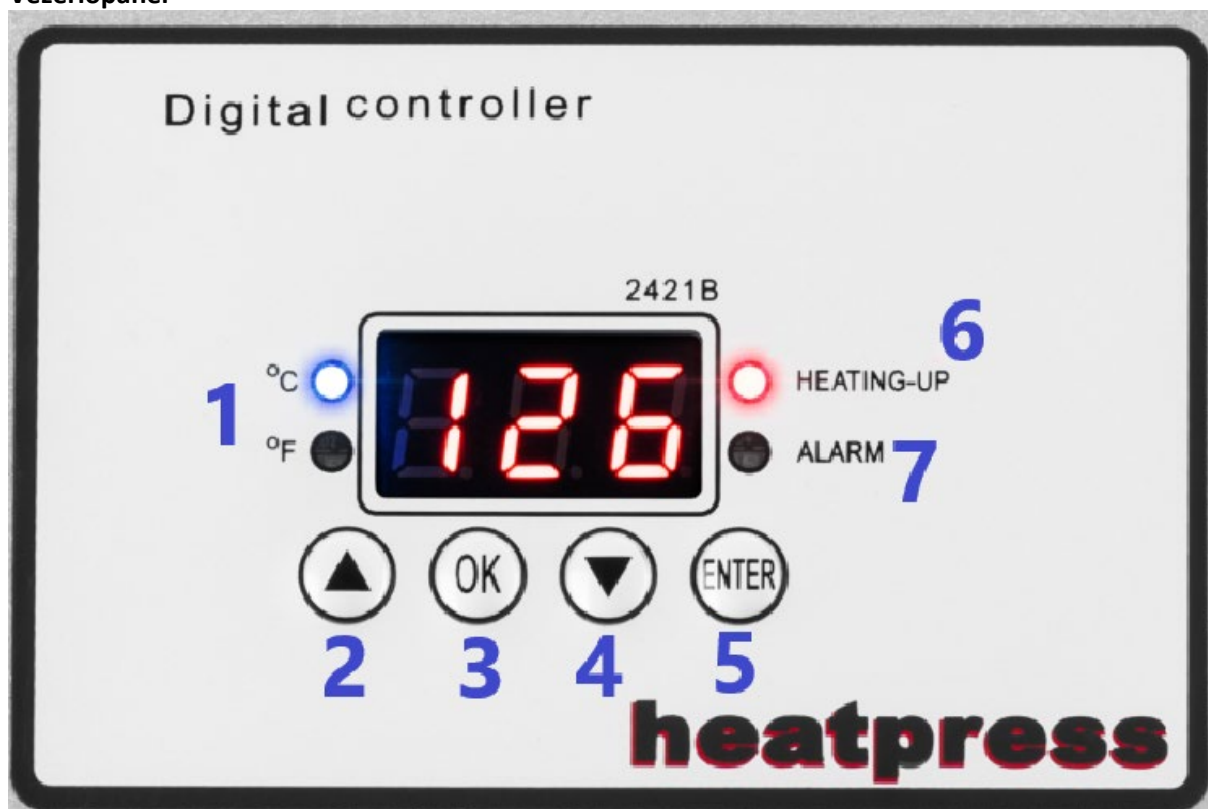 Digital controller
2421B
6
°C
HEATING-UP
1
126
°F
ALARM
7
OK
ENTER
2
3
4
5
heatpress